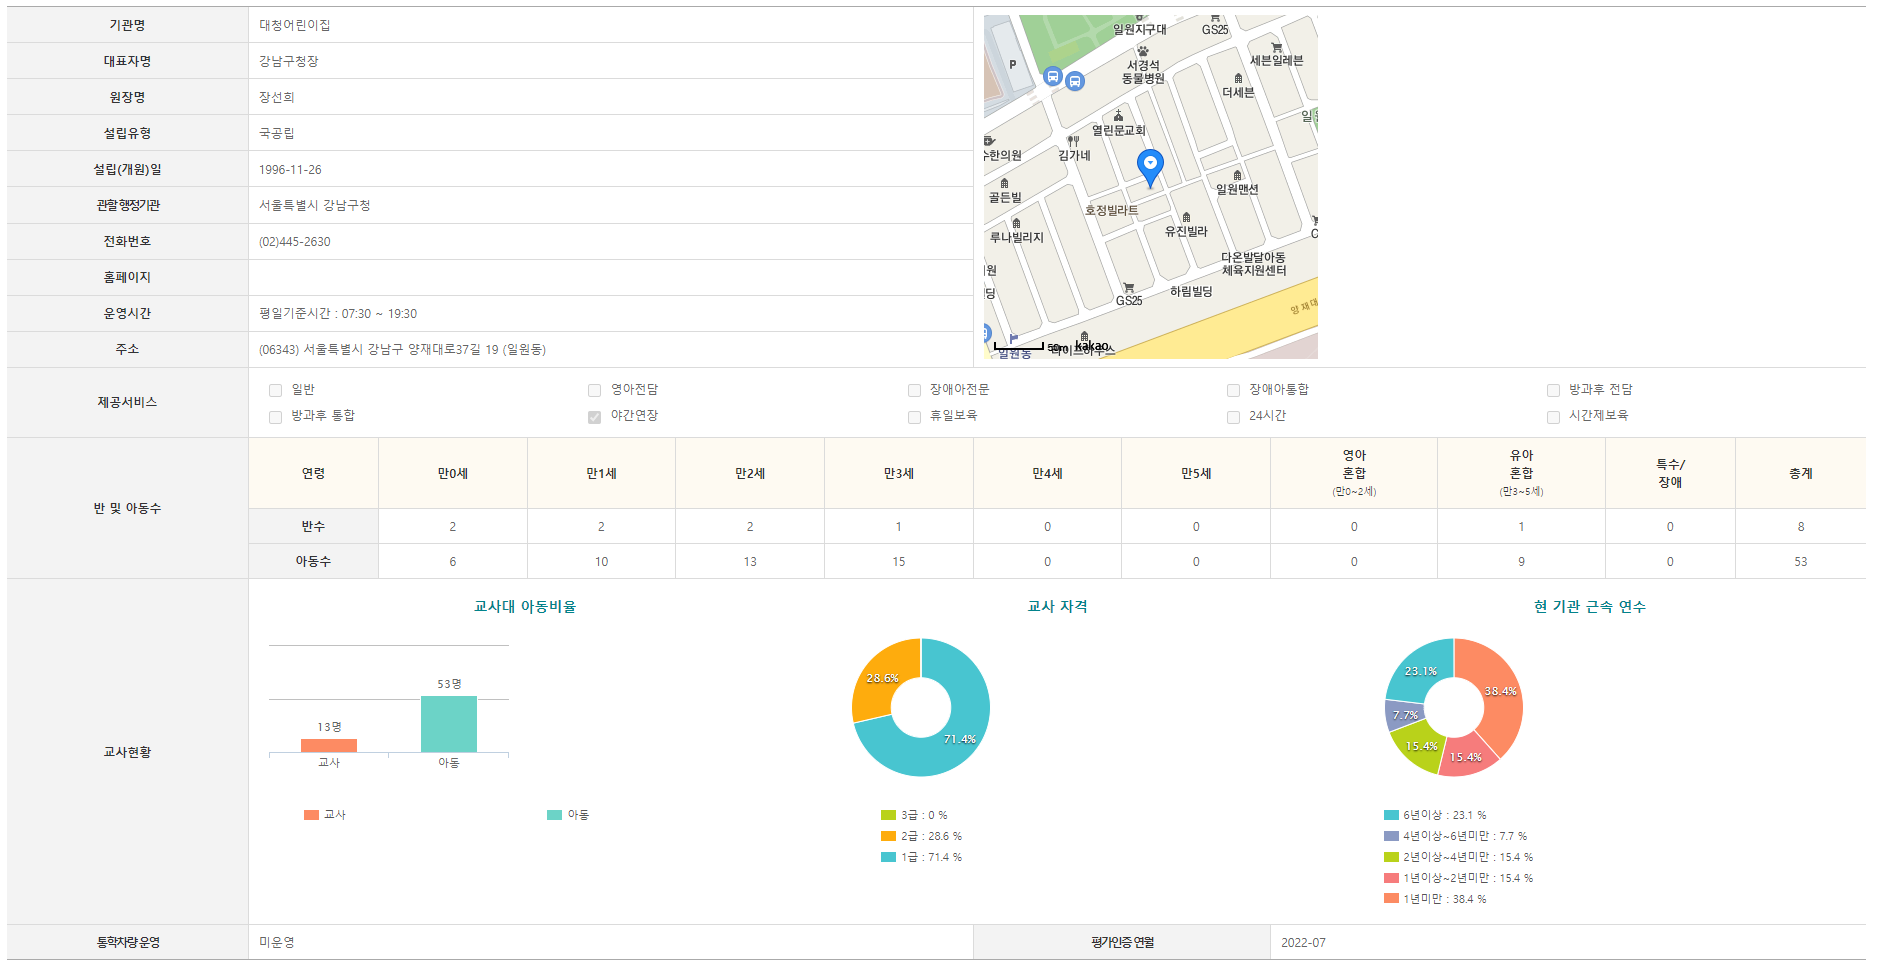 기관명 대청어린이집
대표자명 강남구청장
원장명 장선희
설립유형 국공립
설립(개원)일 1996-11-26
관할행정기관 서울특별시 강남구청
전화번호 (02)445-2630
홈페이지
운영시간 평일기준시간 : 07:30 ~ 19:30
주소 (06343) 서울특별시 강남구 양재대로37길 19 (일원동)
일원지구대
GS25
서경석
동물병원
세븐일레븐
P
더세븐
일원
열린문교회
수한의원
김가네
골든빌
일원맨션
호정빌라트
루나빌리지
유진빌라
C
다온발달아동
체육지원센터
의원
딩
GS25
하림빌딩
양재대
일원동
라이프하우스
50m
kakao
제공서비스
일반 영아전담 장애아전문 장애아통합 방과후 전담
방과후 통합 야간연장 휴일보육 24시간 시간제보육
반 및 아동수
연령 만0세 만1세 만2세 만3세 만4세 만5세 영아 혼합 (만0~2세) 유아 혼합 (만3~5세) 특수/ 장애 총계
반수 2 2 2 1 0 0 0 1 0 8
아동수 6 10 13 15 0 0 0 9 0 53
교사현황
교사대 아동비율
13명
53명
교사 아동
교사 아동
교사 자격
28.6%
71.4%
3급 : 0 %
2급 : 28.6 %
1급 : 71.4 %
현 기관 근속 연수
23.1%
38.4%
7.7%
15.4%
15.4%
6년이상 : 23.1 %
4년이상~6년미만 : 7.7 %
2년이상~4년미만 : 15.4 %
1년이상~2년미만 : 15.4 %
1년미만 : 38.4 %
통학차량 운영 미운영 평가인증 연월 2022-07